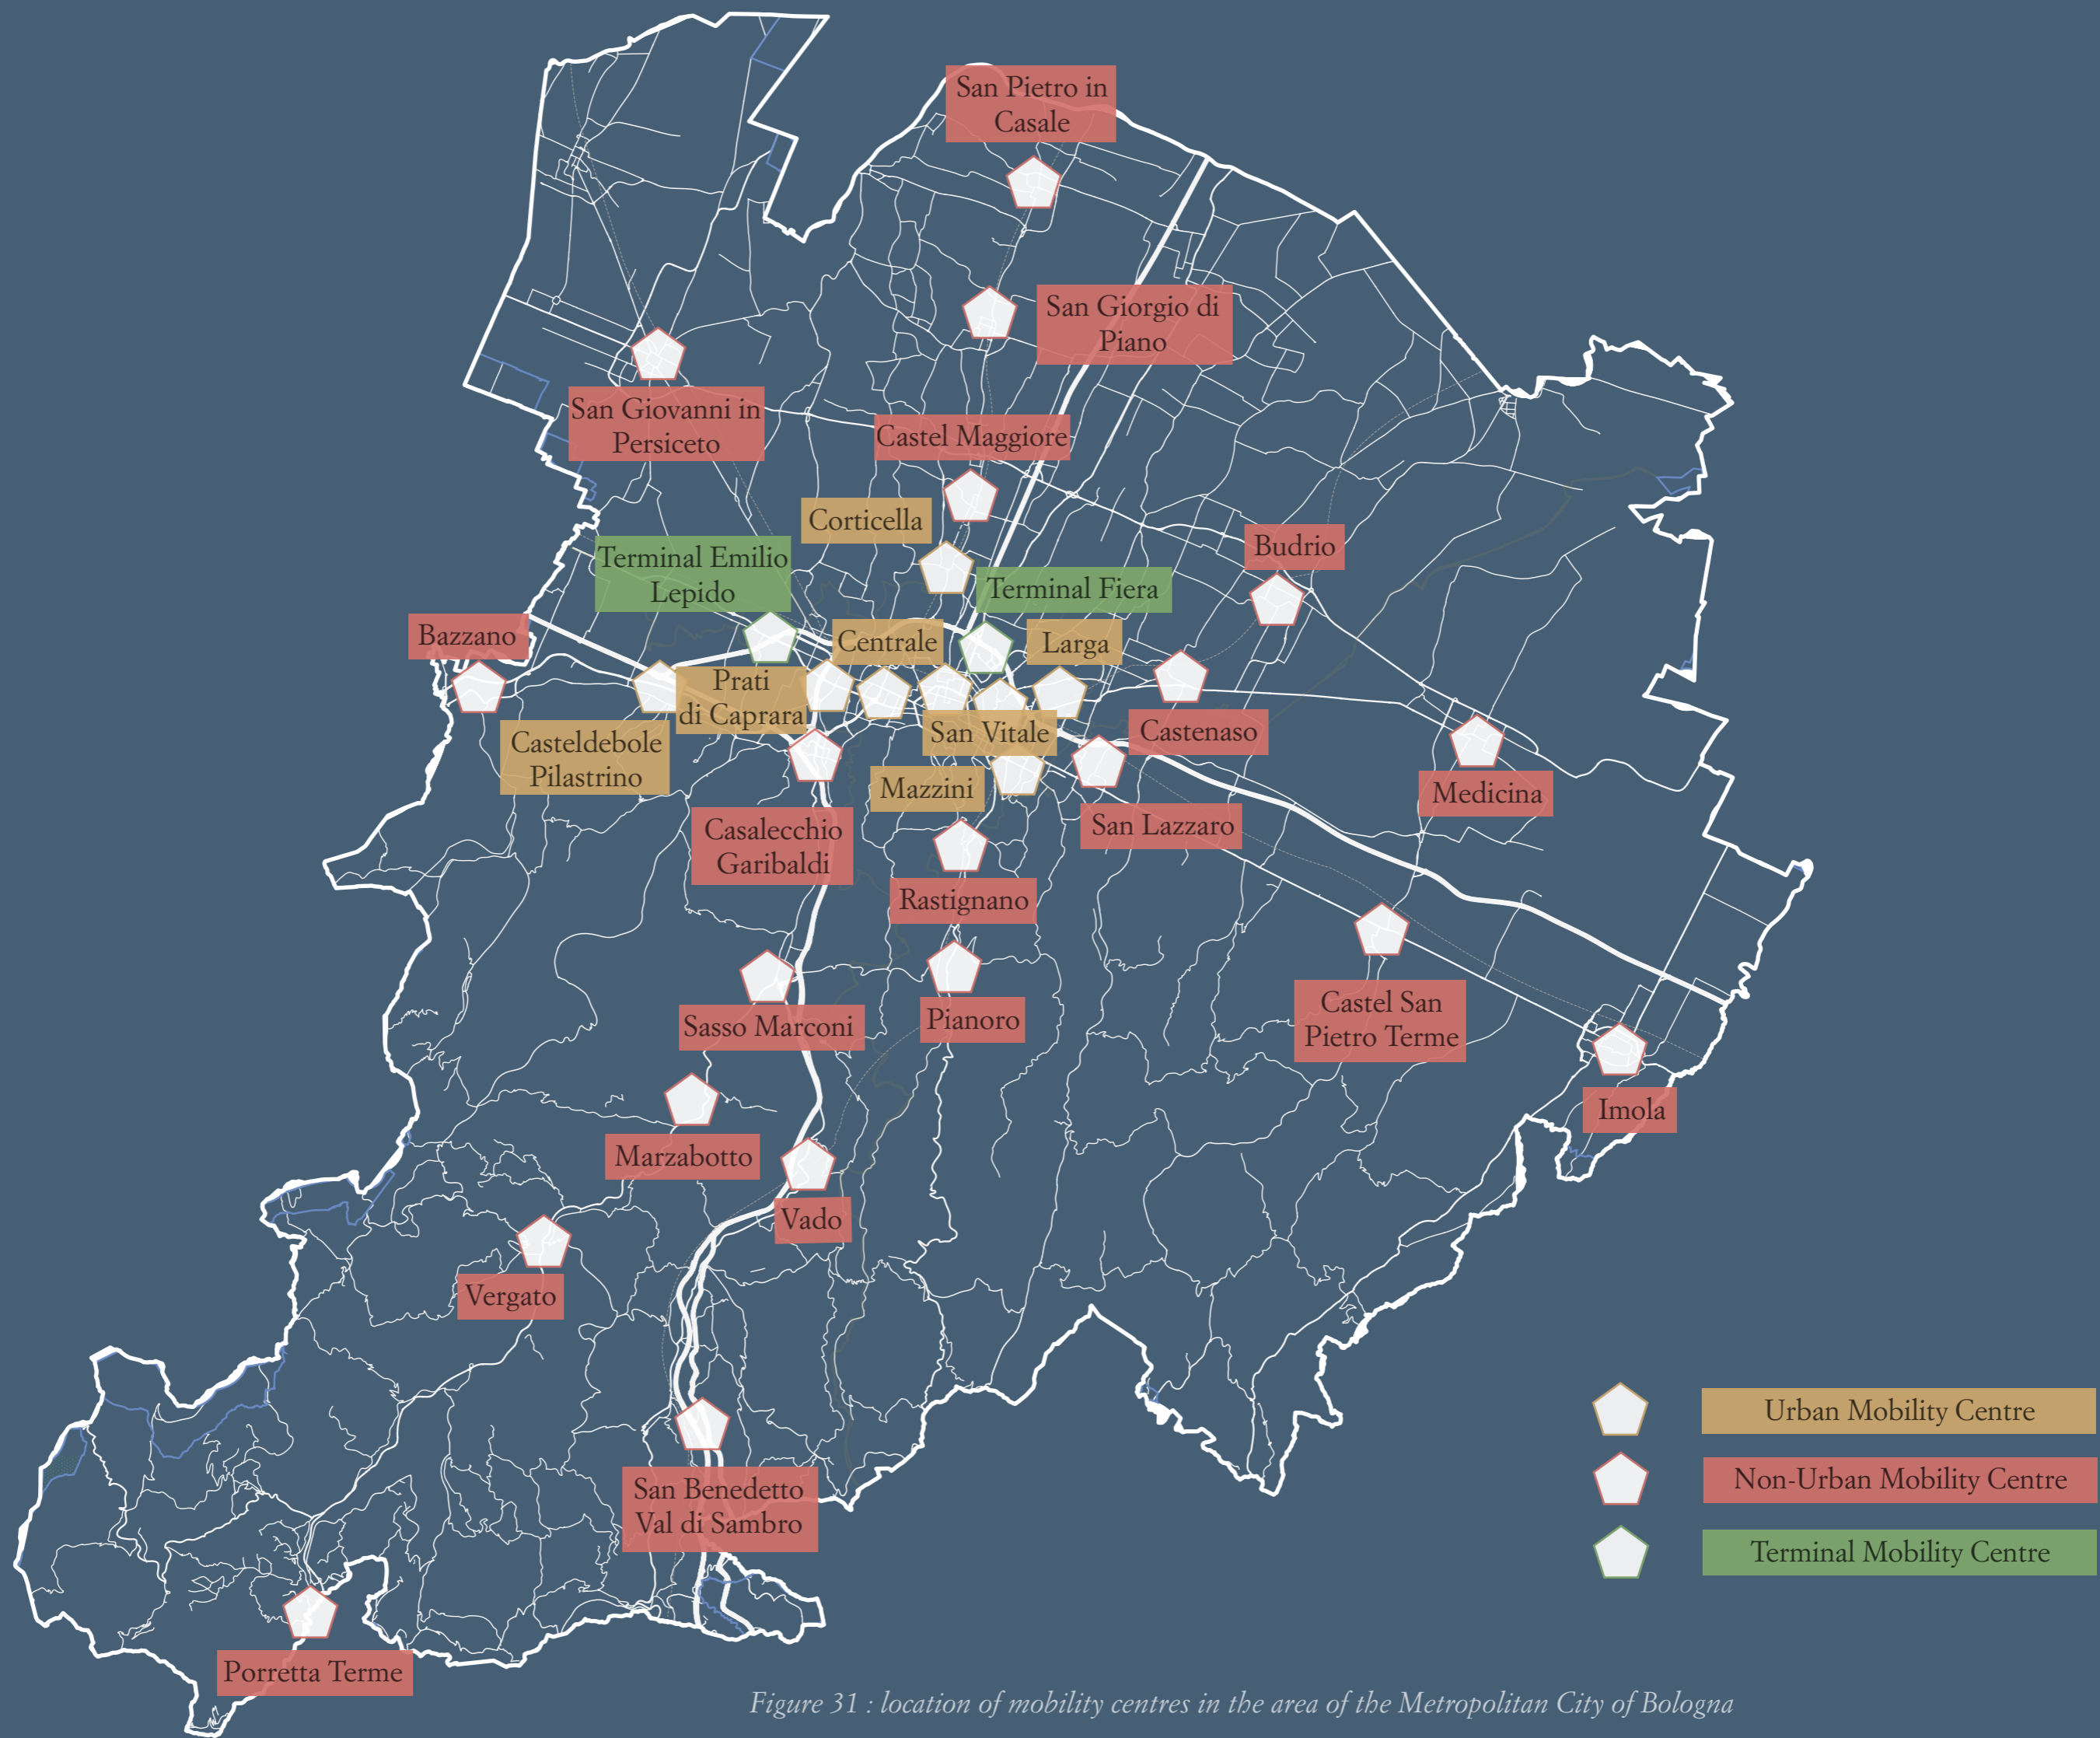 San Pietro in
Casale
San Giorgio di
Piano
San Giovanni in
Persiceto
Castel Maggiore
Corticella
Terminal Emilio
Lepido
Terminal Fiera
Budrio
Bazzano
Centrale
Larga
Prati
di Caprara
Casteldebole
Pilastrino
San Vitale
Castenaso
Mazzini
Medicina
San Lazzaro
Casalecchio
Garibaldi
Rastignano
Sasso Marconi
Pianoro
Castel San
Pietro Terme
Imola
Marzabotto
Vado
Vergato
San Benedetto
Val di Sambro
Porretta Terme
Urban Mobility Centre
Non-Urban Mobility Centre
Terminal Mobility Centre
Figure 31 : location of mobility centres in the area of the Metropolitan City of Bologna